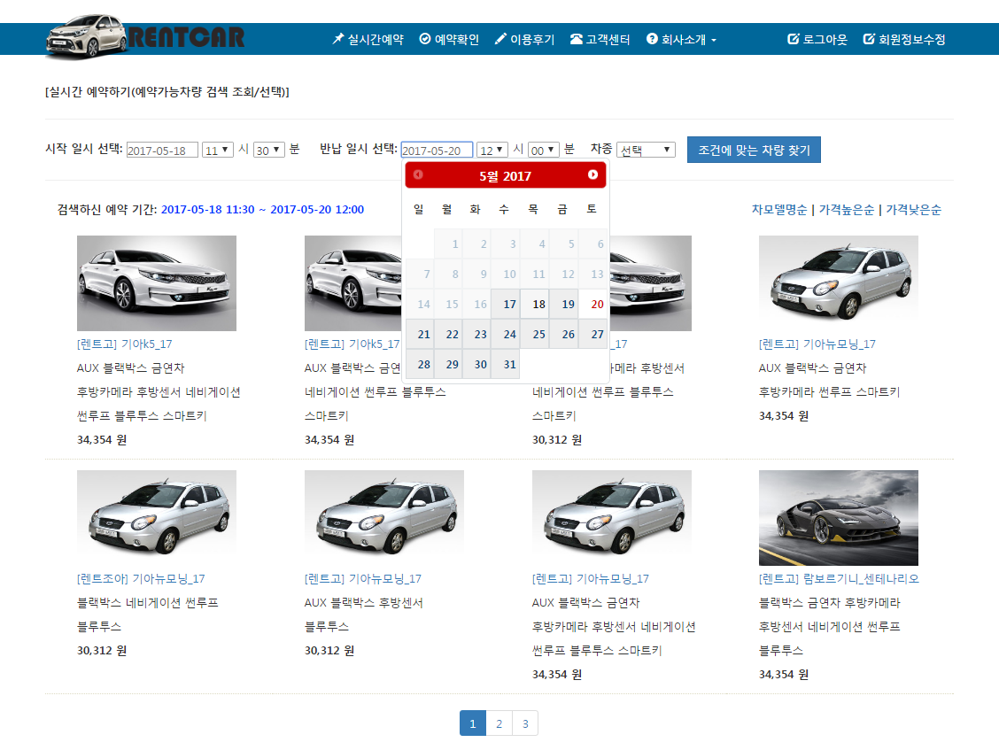 RENTCAR 실시간예약 예약확인 이용후기 고객센터 회사소개 로그아웃 회원정보수정
[실시간 예약하기(예약가능차량 검색 조회/선택)]
시작 일시 선택: 2017-05-18 11 시 30 분 반납 일시 선택: 2017-05-20 12 시 00 분 차종 선택 조건에 맞는 차량 찾기
5월 2017
일 월 화 수 목 금 토
1 2 3 4 5 6
7 8 9 10 11 12 13
14 15 16 17 18 19 20
21 22 23 24 25 26 27
28 29 30 31
검색하신 예약 기간: 2017-05-18 11:30 ~ 2017-05-20 12:00
차모델명순 | 가격높은순 | 가격낮은순
[렌트고] 기아k5_17
AUX 블랙박스 금연차
후방카메라 후방센서 네비게이션
썬루프 블루투스 스마트키
34,354 원
[렌트고] 기아k5_17
AUX 블랙박스 금연
네비게이션 썬루프 블루투스
스마트키
34,354 원
_17
카메라 후방센서
네비게이션 썬루프 블루투스
스마트키
30,312 원
[렌트고] 기아뉴모닝_17
AUX 블랙박스 금연차
후방카메라 썬루프 스마트키
34,354 원
[렌트조아] 기아뉴모닝_17
블랙박스 네비게이션 썬루프
블루투스
30,312 원
[렌트고] 기아뉴모닝_17
AUX 블랙박스 후방센서
블루투스
30,312 원
[렌트고] 기아뉴모닝_17
AUX 블랙박스 금연차
후방카메라 후방센서 네비게이션
썬루프 블루투스 스마트키
34,354 원
[렌트고] 람보르기니_센테나리오
블랙박스 금연차 후방카메라
후방센서 네비게이션 썬루프
블루투스
34,354 원
1 2 3